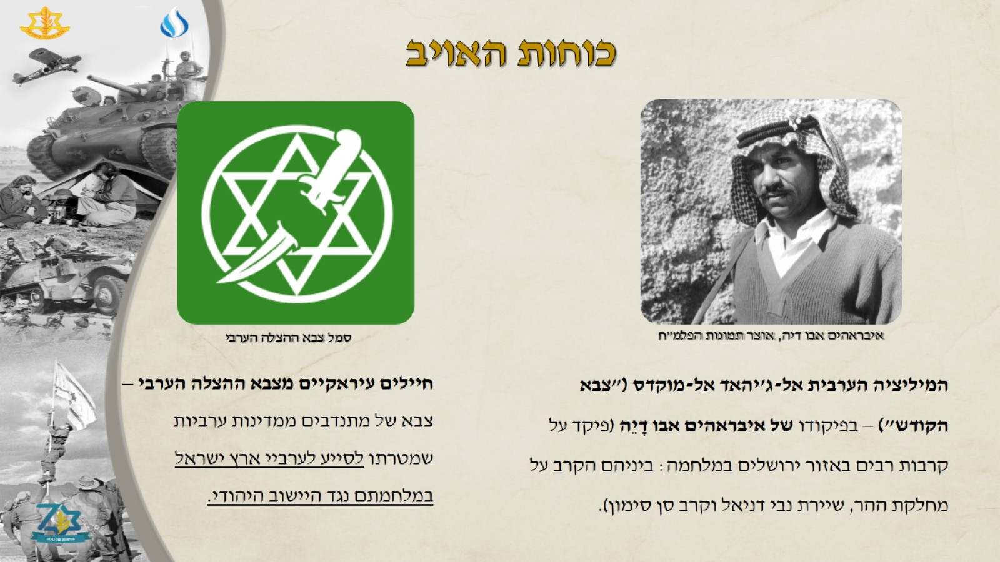 כוחות האויב
איבראהים אבו דיה, אוצר תמונות הפלמ"ח
המיליציה הערבית אל-ג'יהאד אל-מוקדס ("צבא
הקודש") – בפיקודו של איבראהים אבו דָיֵה (פיקד על
קרבות רבים באזור ירושלים במלחמה: ביניהם הקרב על
מחלקת ההר, שיירת נבי דניאל וקרב סן סימון).
סמל צבא ההצלה הערבי
חיילים עיראקיים מצבא ההצלה הערבי –
צבא של מתנדבים ממדינות ערביות
שמטרתו לסייע לערביי ארץ ישראל
במלחמתם נגד היישוב היהודי.